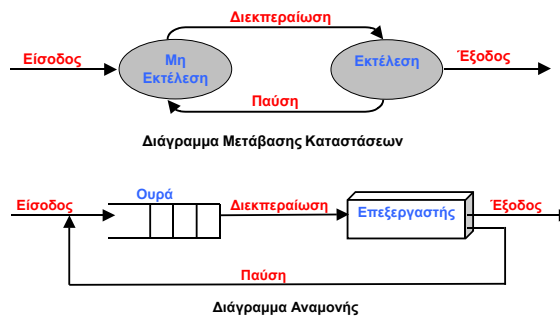 Διεκπεραίωση
Είσοδος
Μη
Εκτέλεση
Εκτέλεση
Έξοδος
Παύση
Διάγραμμα Μετάβασης Καταστάσεων
Ουρά
Είσοδος
Διεκπεραίωση
Επεξεργαστής
Έξοδος
Παύση
Διάγραμμα Αναμονής